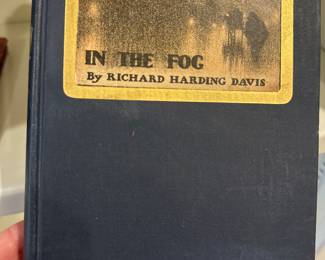 IN THE FOG
By RICHARD HARDING DAVIS